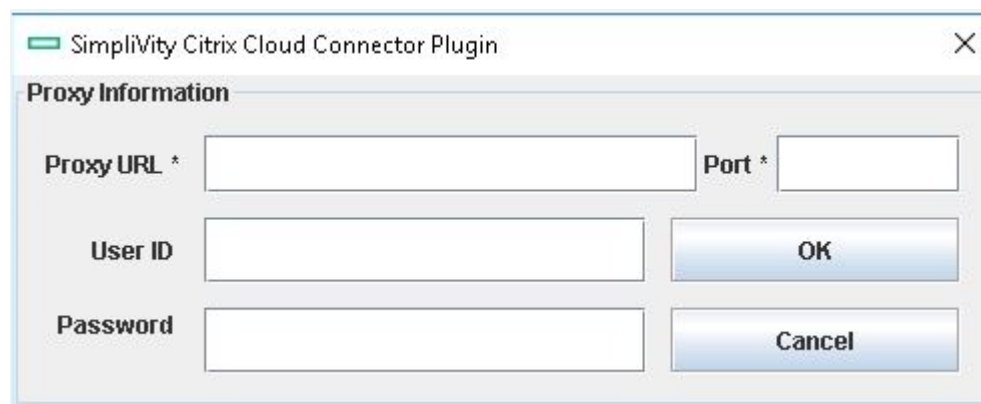 SimpliVity Citrix Cloud Connector Plugin
Proxy Information
Proxy URL * Port *
User ID OK
Password Cancel